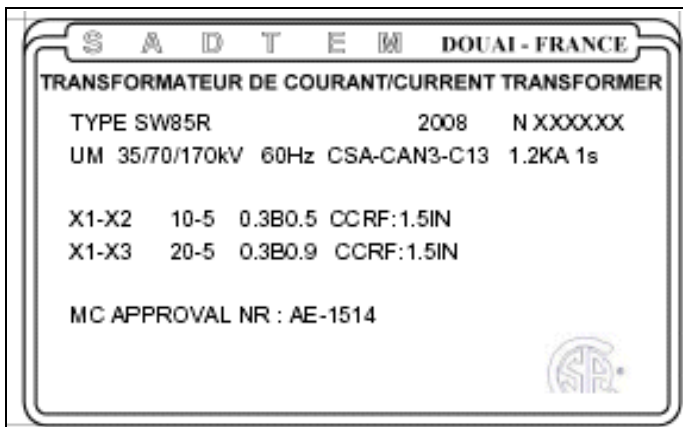 SADTEM DOUAI - FRANCE
TRANSFORMATEUR DE COURANT/CURRENT TRANSFORMER
TYPE SW85R 2008 N XXXXXX
UM 35/70/170kV 60Hz CSA-CAN3-C13 1.2KA 1s
X1-X2 10-5 0.3B0.5 CCRF:1.5IN
X1-X3 20-5 0.3B0.9 CCRF:1.5IN
MC APPROVAL NR : AE-1514